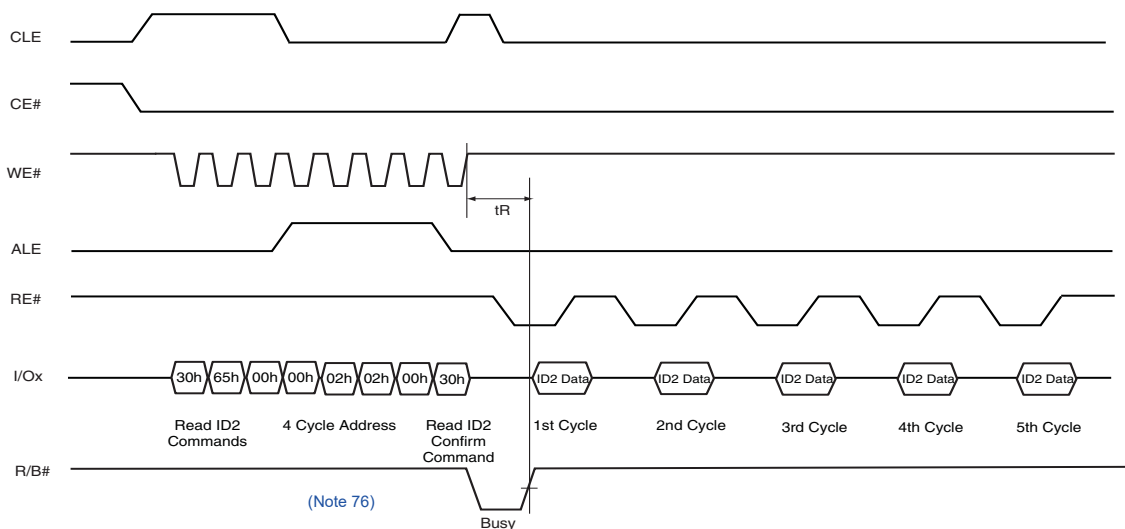 CLE
CE#
WE#
tR
ALE
RE#
I/Ox
30h 65h 00h 00h 02h 02h 00h 30h ID2 Data ID2 Data ID2 Data ID2 Data ID2 Data
Read ID2
Commands
4 Cycle Address
Read ID2
Confirm
Command
1st Cycle
2nd Cycle
3rd Cycle
4th Cycle
5th Cycle
R/B#
(Note 76)
Busy